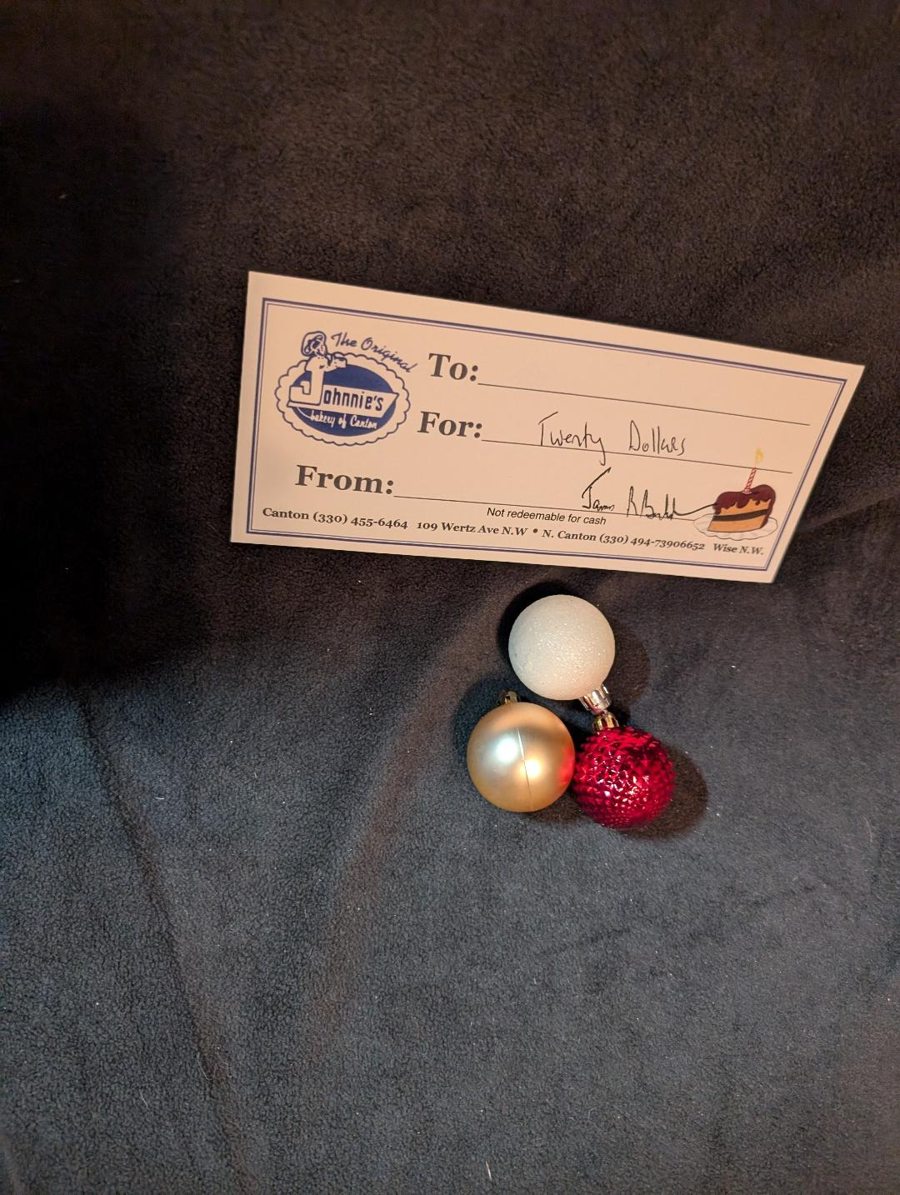 The Original
Johnnie's
bakery of Canton
To:
For: Twenty Dollars
From:
Not redeemable for cash
Canton (330) 455-6464 109 Wertz Ave N.W • N. Canton (330) 494-73906652 Wise N.W.